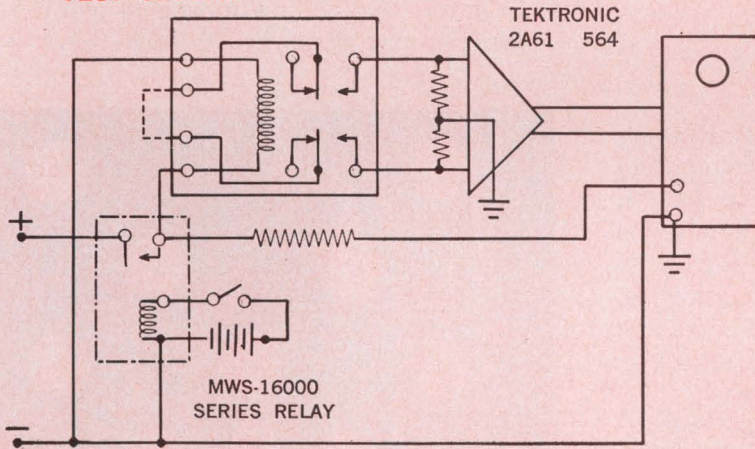 TEKTRONIC
2A61 564
+
MWS-16000
SERIES RELAY
−